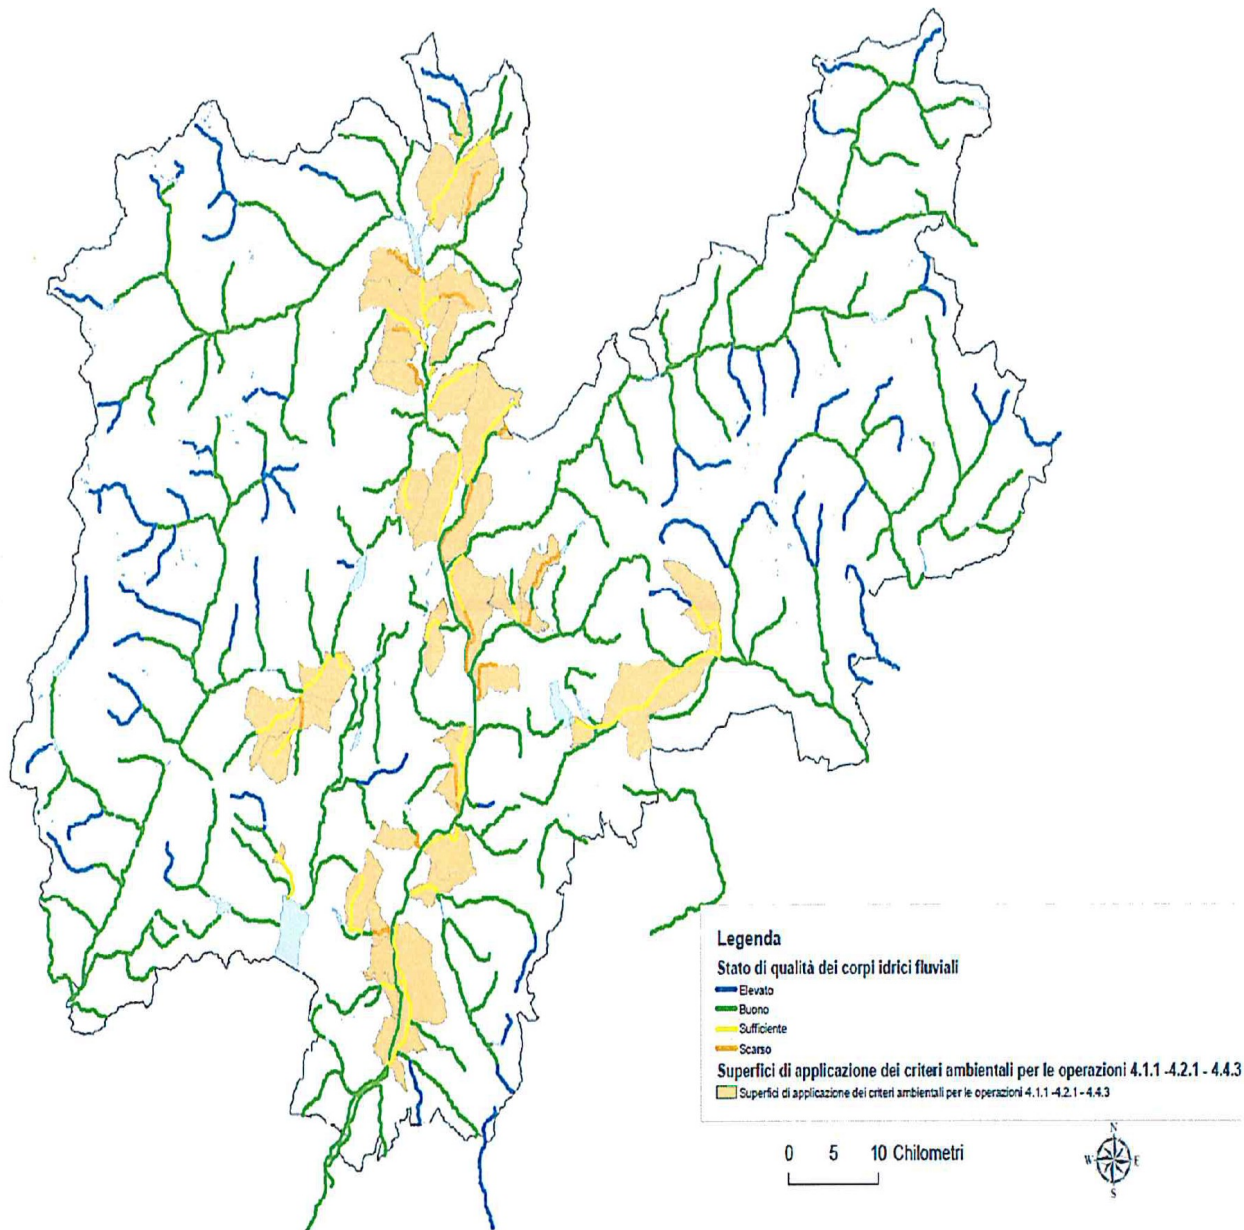 Legenda
Stato di qualità dei corpi idrici fluviali
Elevato
Buono
Sufficiente
Scarso
Superfici di applicazione dei criteri ambientali per le operazioni 4.1.1 -4.2.1 - 4.4.3
Superfici di applicazione dei criteri ambientali per le operazioni 4.1.1 -4.2.1 - 4.4.3
0 5 10 Chilometri
N
W E
S